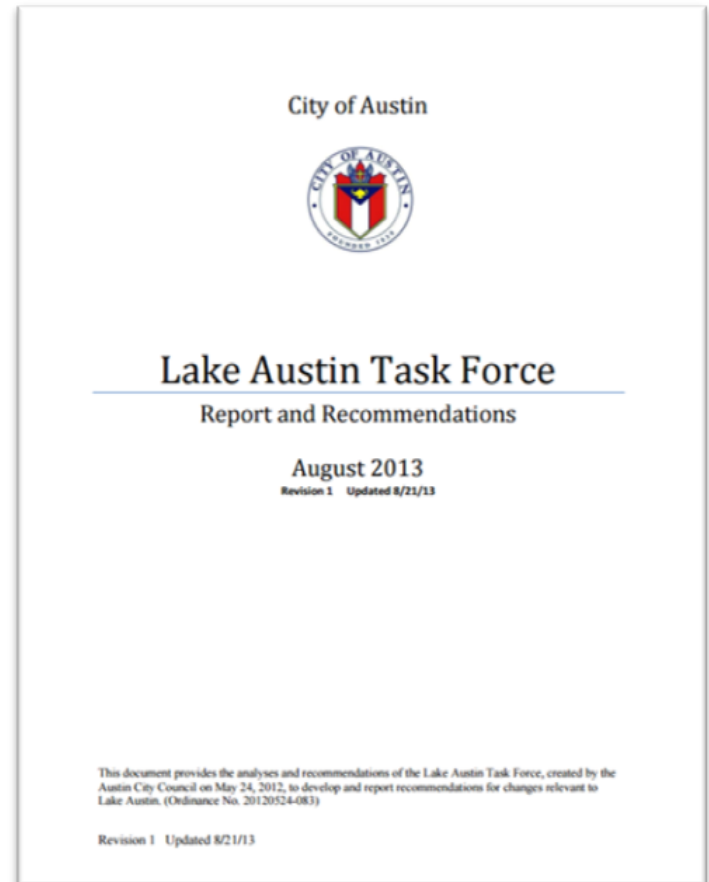 City of Austin
CITY OF AUSTIN
FOUNDED 1839
Lake Austin Task Force
Report and Recommendations
August 2013
Revision 1 Updated 8/21/13
This document provides the analyses and recommendations of the Lake Austin Task Force, created by the
Austin City Council on May 24, 2012, to develop and report recommendations for changes relevant to
Lake Austin. (Ordinance No. 20120524-083)
Revision 1 Updated 8/21/13